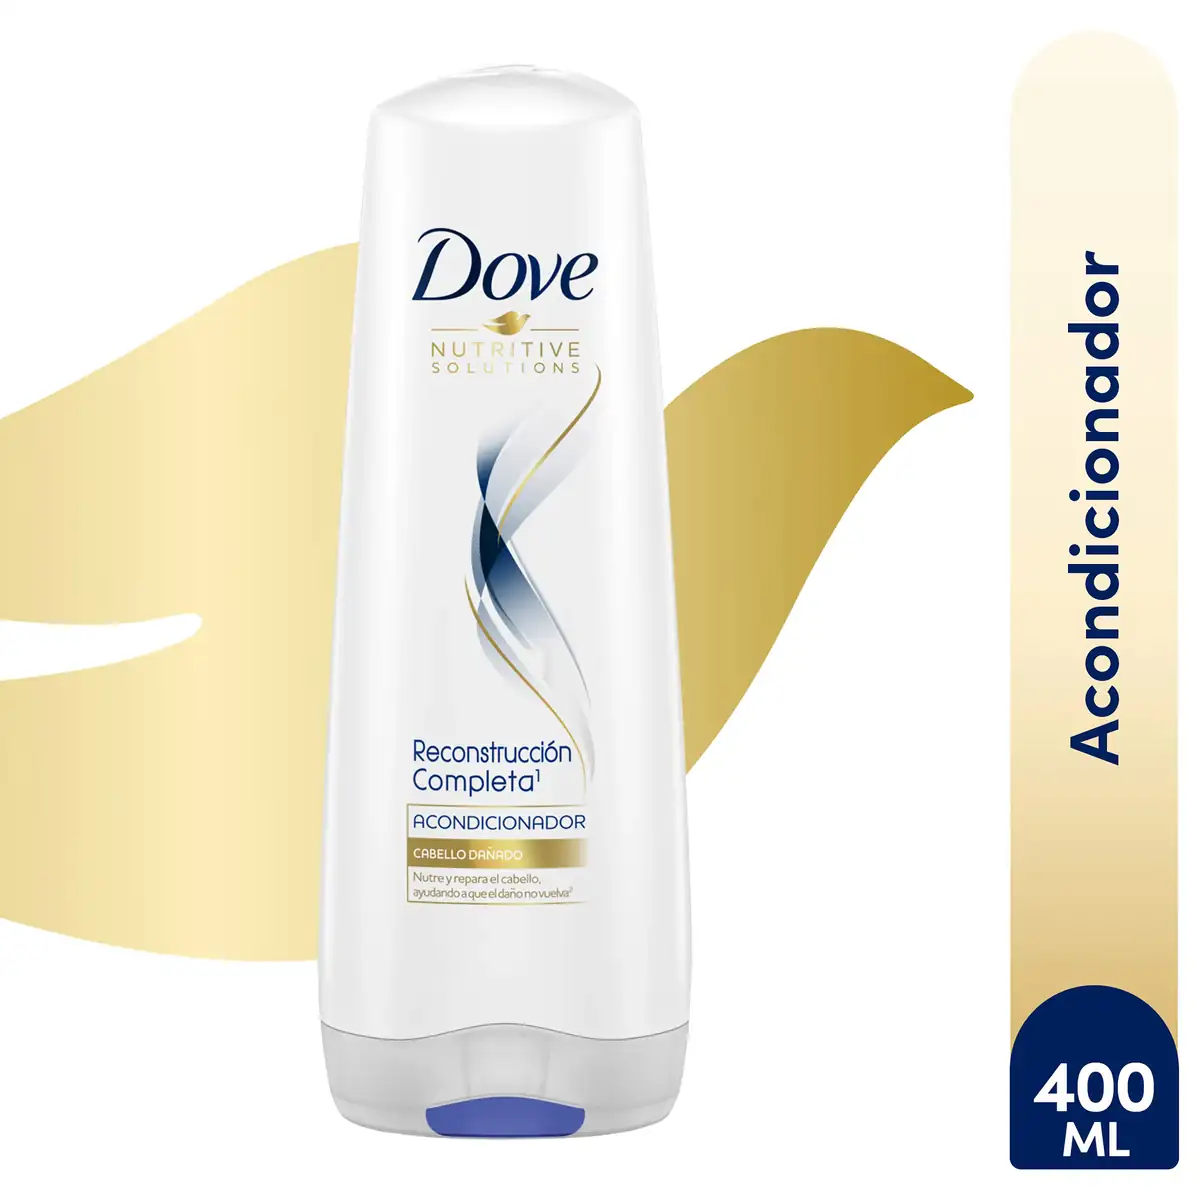 Dove
NUTRITIVE
SOLUTIONS
Reconstrucción
Completa¹
ACONDICIONADOR
CABELLO DAÑADO
Nutre y repara el cabello,
ayudando a que el daño no vuelva²
Acondicionador
400
ML